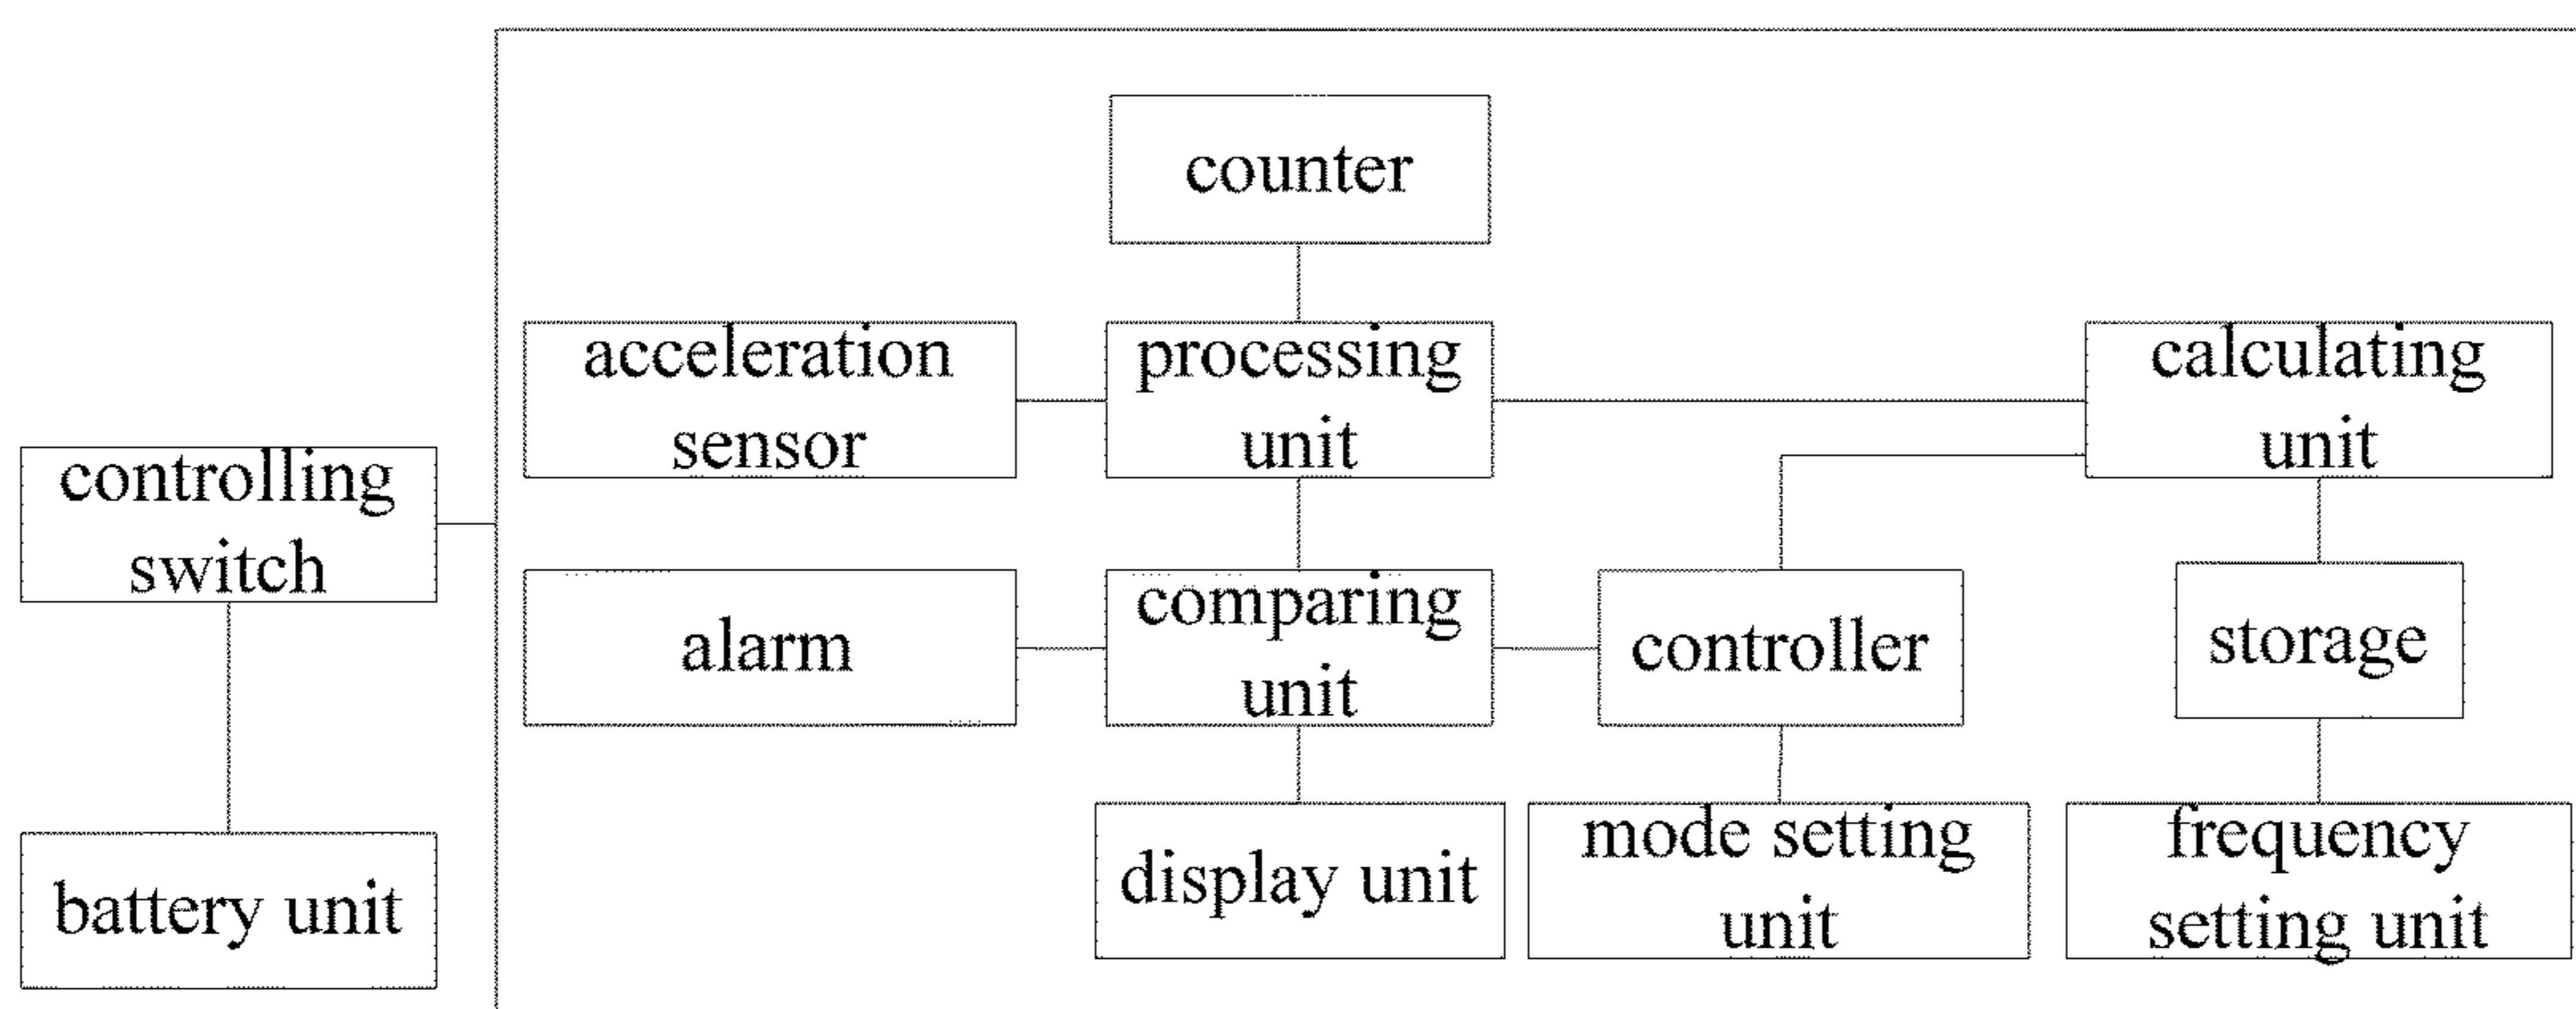 counter
acceleration
sensor
processing
unit
calculating
unit
controlling
switch
alarm
comparing
unit
controller
storage
battery unit
display unit
mode setting
unit
frequency
setting unit